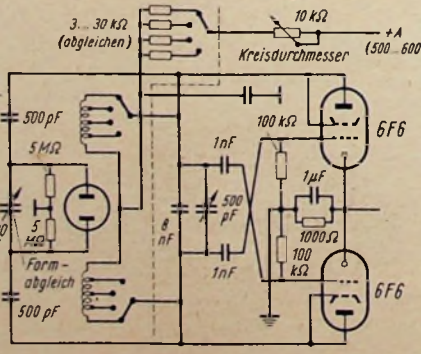 3...30 kΩ
(abgleichen)
10 kΩ
+A
(500...600
Kreisdurchmesser
500 pF
100 kΩ
6F6
1nF
5 MΩ
1µF
500
pF
8
nF
5
MΩ
1000Ω
1nF
100
kΩ
Form-
abgleich
6F6
500 pF